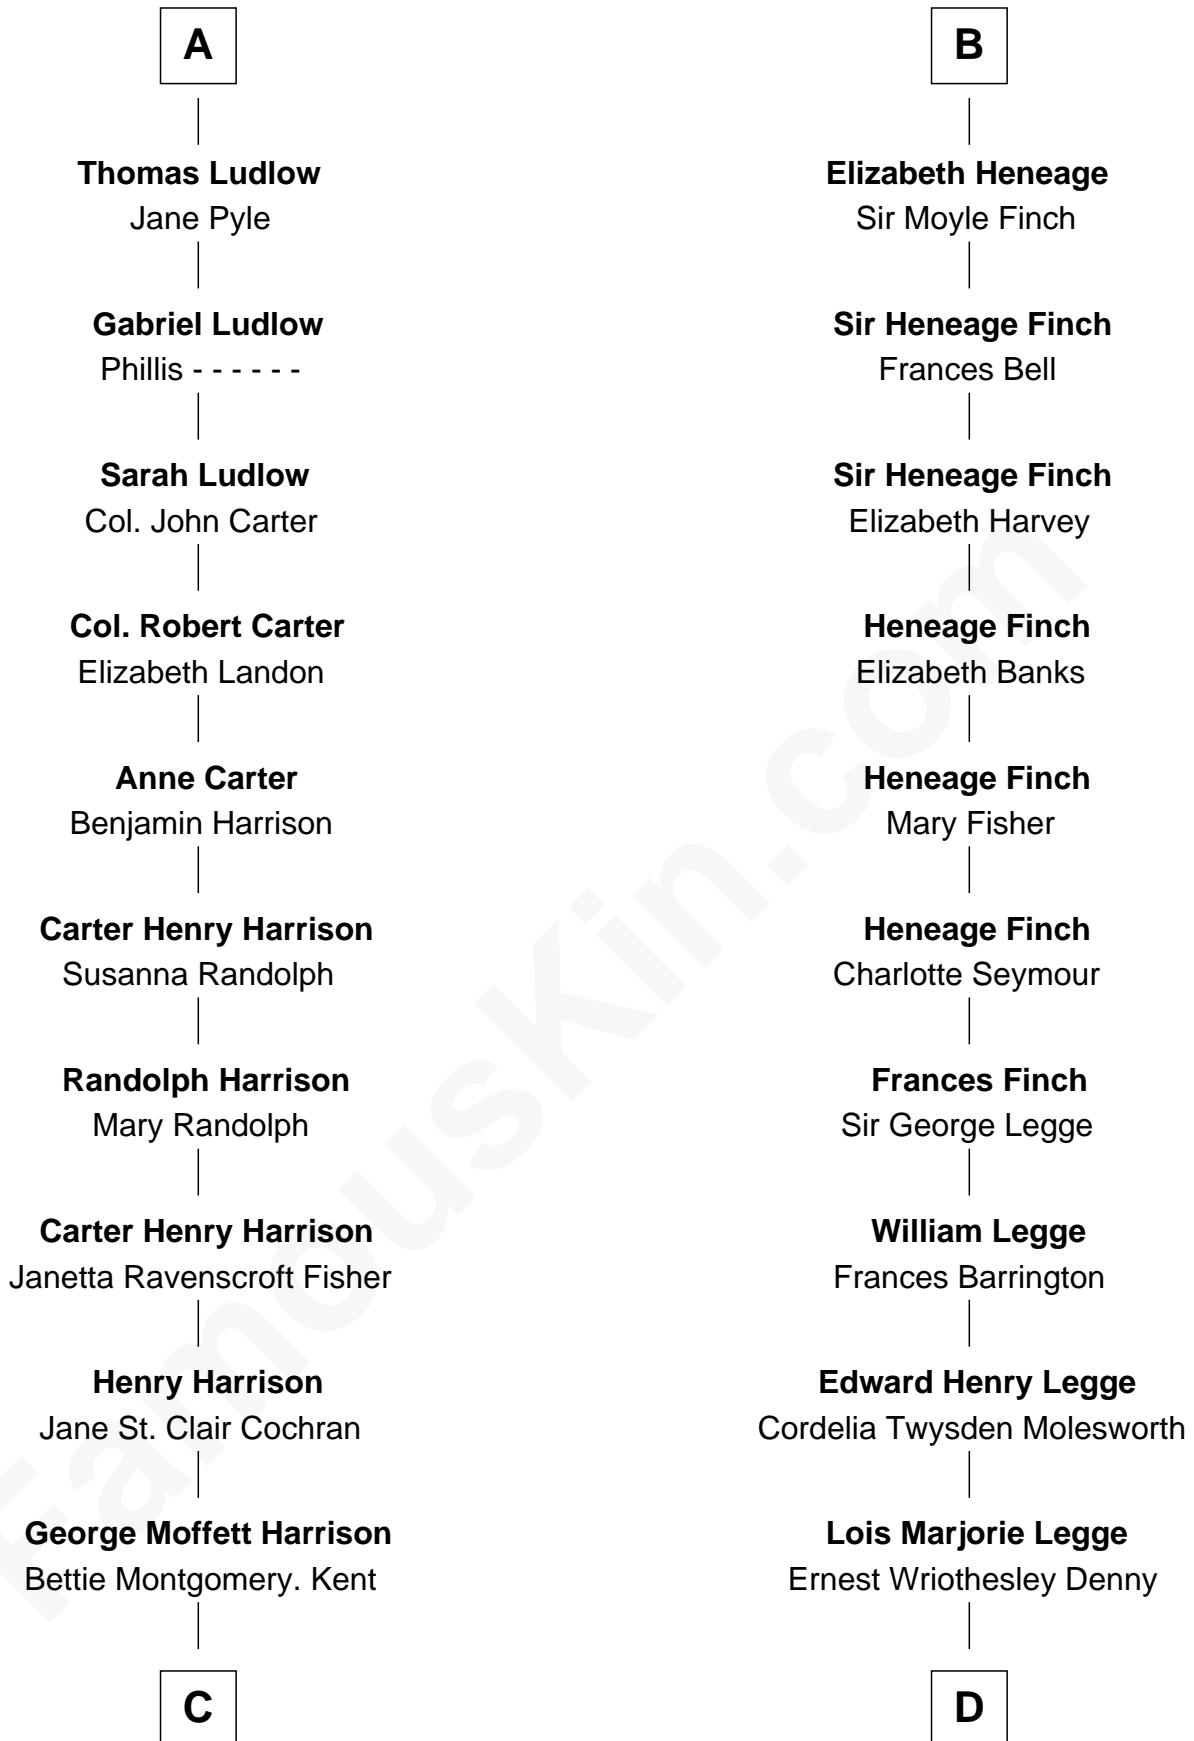 A
Thomas Ludlow
Jane Pyle
Gabriel Ludlow
Phillis - - - - - -
Sarah Ludlow
Col. John Carter
Col. Robert Carter
Elizabeth Landon
Anne Carter
Benjamin Harrison
Carter Henry Harrison
Susanna Randolph
Randolph Harrison
Mary Randolph
Carter Henry Harrison
Janetta Ravenscroft Fisher
Henry Harrison
Jane St. Clair Cochran
George Moffett Harrison
Bettie Montgomery. Kent
C
B
Elizabeth Heneage
Sir Moyle Finch
Sir Heneage Finch
Frances Bell
Sir Heneage Finch
Elizabeth Harvey
Heneage Finch
Elizabeth Banks
Heneage Finch
Mary Fisher
Heneage Finch
Charlotte Seymour
Frances Finch
Sir George Legge
William Legge
Frances Barrington
Edward Henry Legge
Cordelia Twysden Molesworth
Lois Marjorie Legge
Ernest Wriothesley Denny
D
FamousKin.com